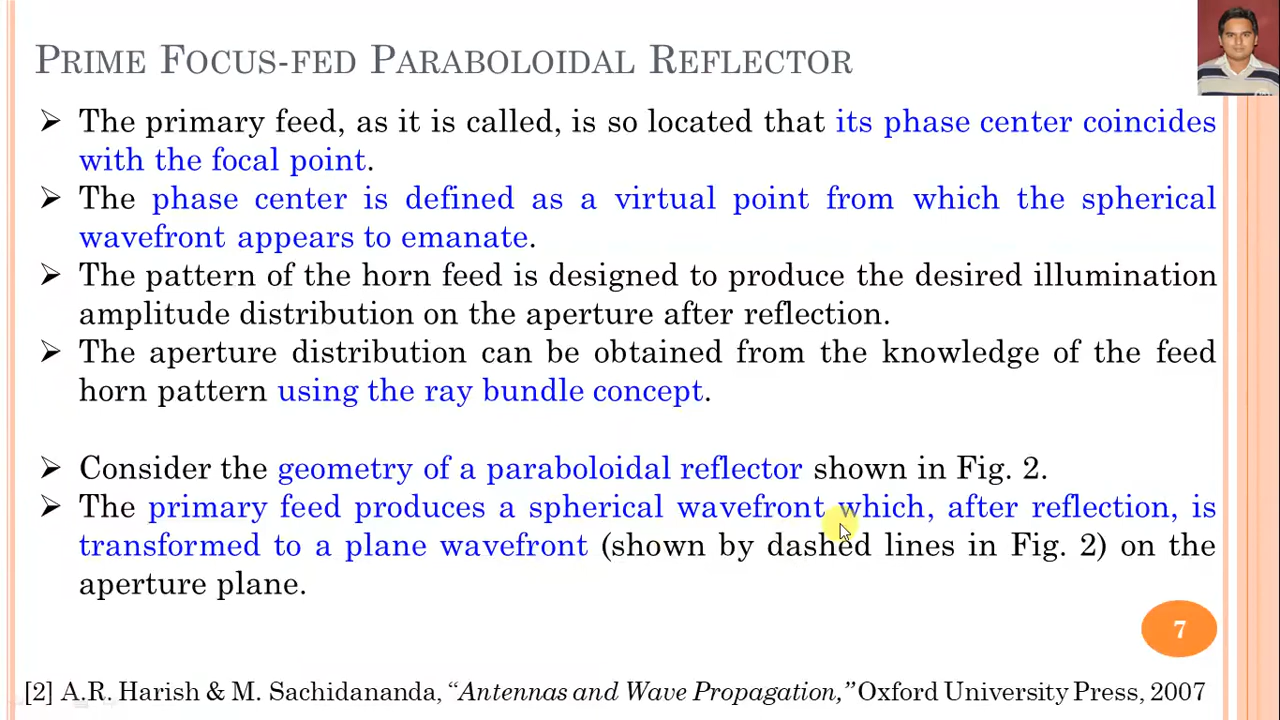 PRIME FOCUS-FED PARABOLOIDAL REFLECTOR
➢ The primary feed, as it is called, is so located that its phase center coincides
with the focal point.
➢ The phase center is defined as a virtual point from which the spherical
wavefront appears to emanate.
➢ The pattern of the horn feed is designed to produce the desired illumination
amplitude distribution on the aperture after reflection.
➢ The aperture distribution can be obtained from the knowledge of the feed
horn pattern using the ray bundle concept.
➢ Consider the geometry of a paraboloidal reflector shown in Fig. 2.
➢ The primary feed produces a spherical wavefront which, after reflection, is
transformed to a plane wavefront (shown by dashed lines in Fig. 2) on the
aperture plane.
7
[2] A.R. Harish & M. Sachidananda, “Antennas and Wave Propagation,” Oxford University Press, 2007